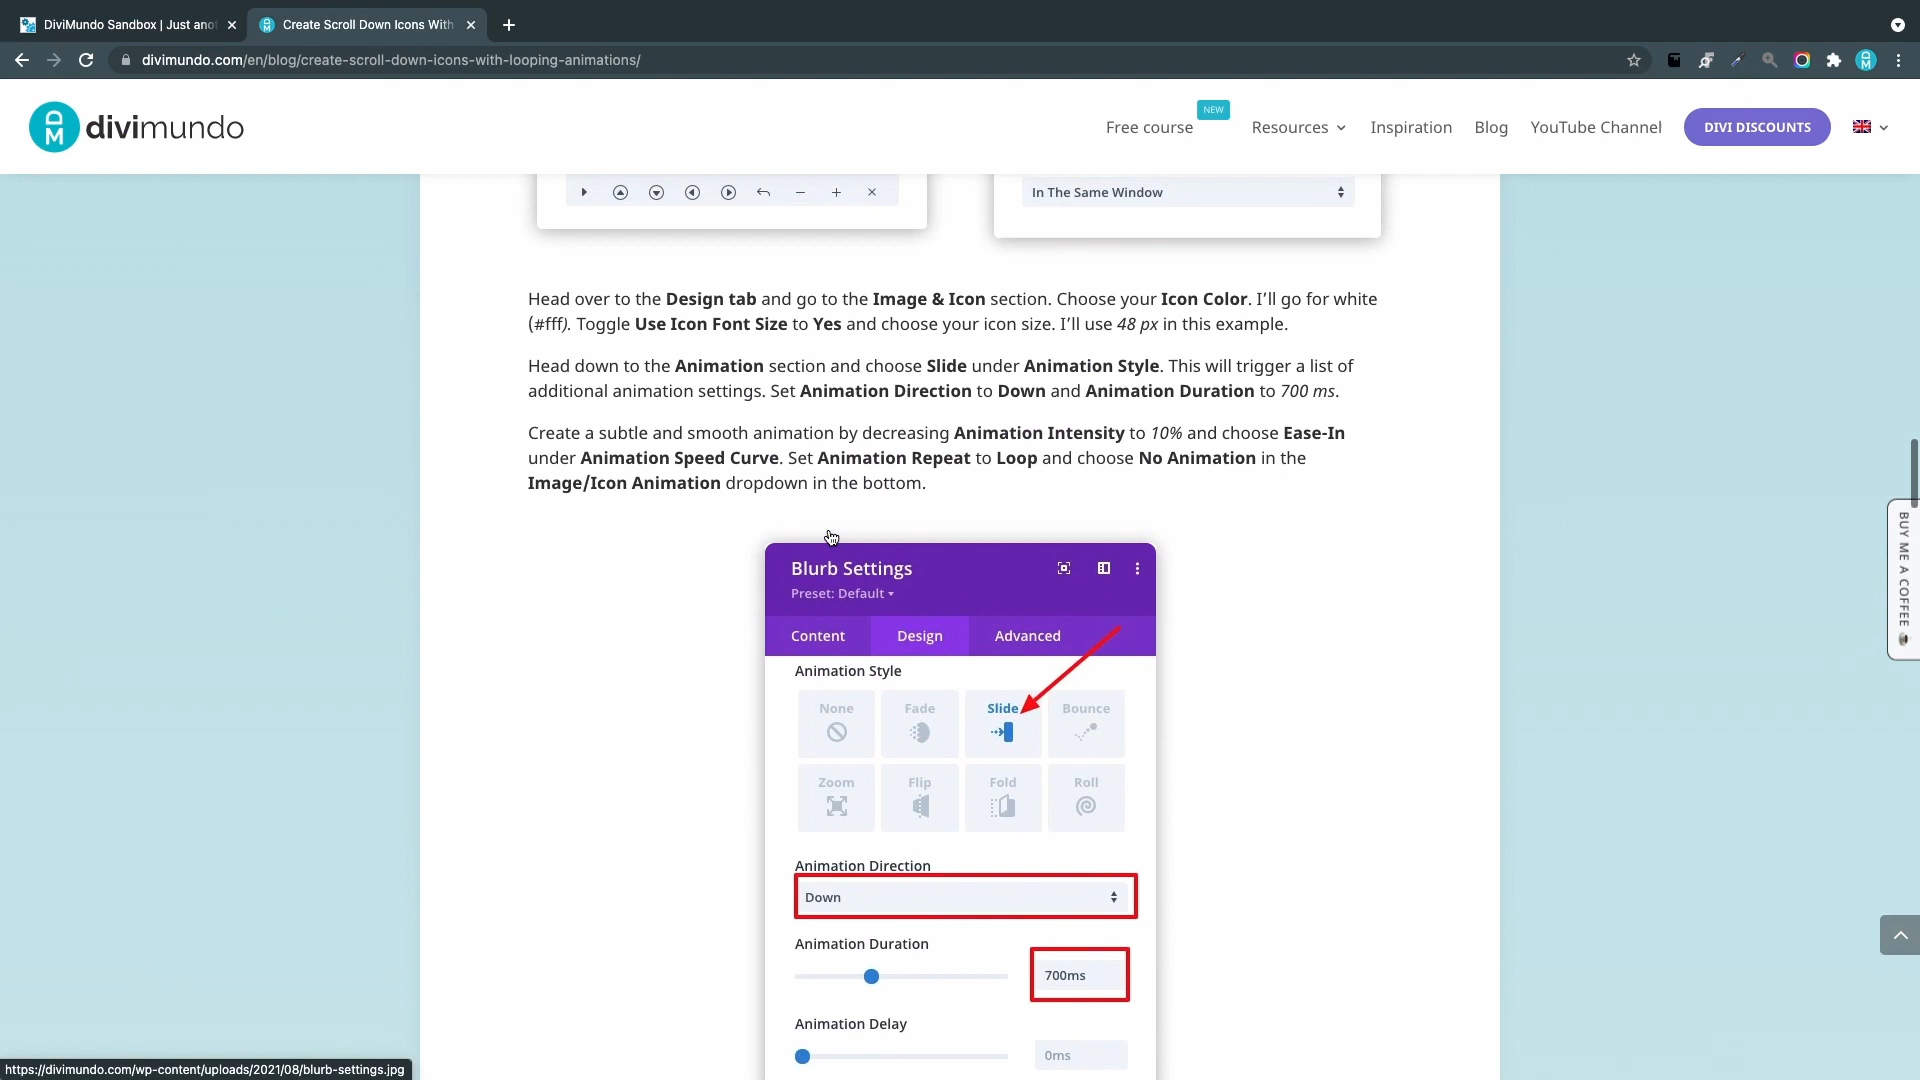 DiviMundo Sandbox | Just ano
Create Scroll Down Icons With
divimundo.com/en/blog/create-scroll-down-icons-with-looping-animations/
DM
divimundo
Free course
NEW
Resources
Inspiration
Blog
YouTube Channel
DIVI DISCOUNTS
In The Same Window
Head over to the Design tab and go to the Image & Icon section. Choose your Icon Color. I’ll go for white
(#fff). Toggle Use Icon Font Size to Yes and choose your icon size. I’ll use 48 px in this example.
Head down to the Animation section and choose Slide under Animation Style. This will trigger a list of
additional animation settings. Set Animation Direction to Down and Animation Duration to 700 ms.
Create a subtle and smooth animation by decreasing Animation Intensity to 10% and choose Ease-In
under Animation Speed Curve. Set Animation Repeat to Loop and choose No Animation in the
Image/Icon Animation dropdown in the bottom.
BUY ME A COFFEE
Blurb Settings
Preset: Default
Content
Design
Advanced
Animation Style
None
Fade
Slide
Bounce
Zoom
Flip
Fold
Roll
Animation Direction
Down
Animation Duration
700ms
Animation Delay
0ms
https://divimundo.com/wp-content/uploads/2021/08/blurb-settings.jpg